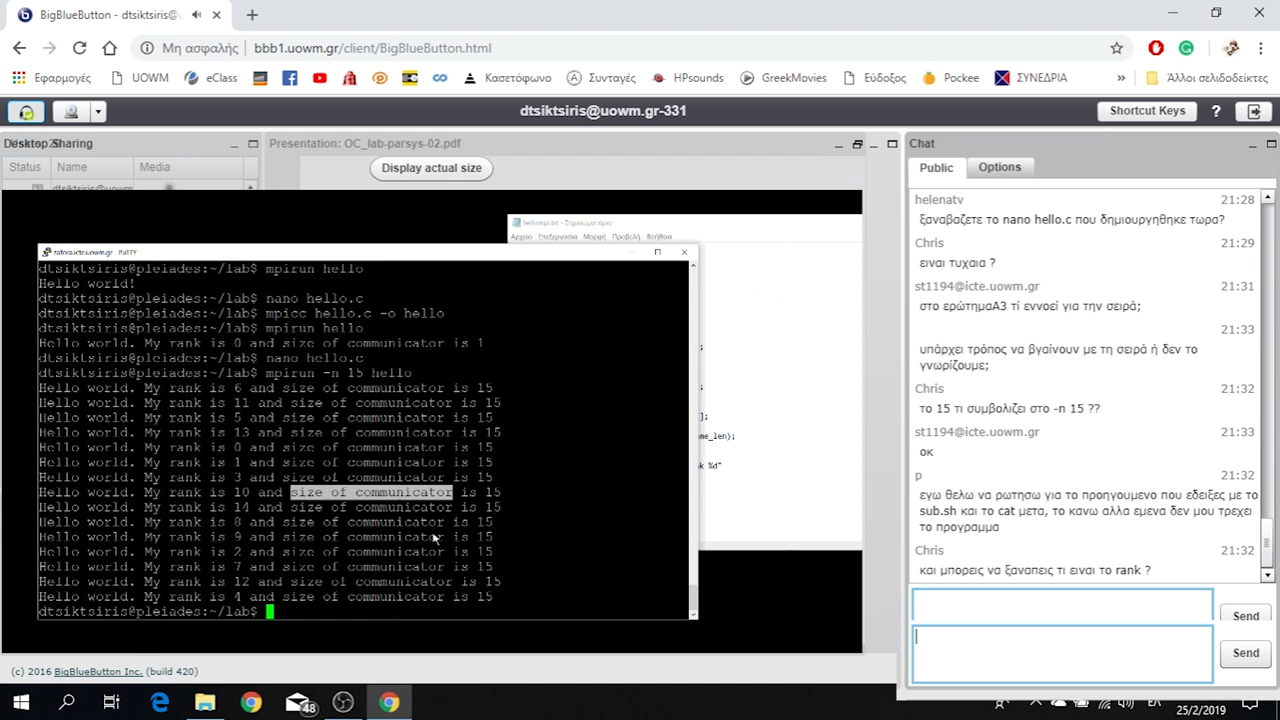 BigBlueButton - dtsiktsiris@
Μη ασφαλής
bbb1.uowm.gr/client/BigBlueButton.html
Εφαρμογές
UOWM
eClass
Κασετόφωνο
Συνταγές
HPsounds
GreekMovies
Εύδοξος
Pockee
ΣΥΝΕΔΡΙΑ
»
Άλλοι σελιδοδείκτες
dtsiktsiris@uowm.gr-331
Shortcut Keys
?
Desktop Sharing
Status Name Media
dtsiktsiris@uowm
Presentation: OC_lab-parsys-02.pdf
Display actual size
Αρχείο Επεξεργασία Μορφή Προβολή Βοήθεια
];
ame_len);
nk %d"
PuTTY
dtsiktsiris@pleiades:~/lab$ mpirun hello
Hello world!
dtsiktsiris@pleiades:~/lab$ nano hello.c
dtsiktsiris@pleiades:~/lab$ mpicc hello.c -o hello
dtsiktsiris@pleiades:~/lab$ mpirun hello
Hello world. My rank is 0 and size of communicator is 1
dtsiktsiris@pleiades:~/lab$ nano hello.c
dtsiktsiris@pleiades:~/lab$ mpirun -n 15 hello
Hello world. My rank is 6 and size of communicator is 15
Hello world. My rank is 11 and size of communicator is 15
Hello world. My rank is 5 and size of communicator is 15
Hello world. My rank is 13 and size of communicator is 15
Hello world. My rank is 0 and size of communicator is 15
Hello world. My rank is 1 and size of communicator is 15
Hello world. My rank is 3 and size of communicator is 15
Hello world. My rank is 10 and size of communicator is 15
Hello world. My rank is 14 and size of communicator is 15
Hello world. My rank is 8 and size of communicator is 15
Hello world. My rank is 9 and size of communicator is 15
Hello world. My rank is 2 and size of communicator is 15
Hello world. My rank is 7 and size of communicator is 15
Hello world. My rank is 12 and size of communicator is 15
Hello world. My rank is 4 and size of communicator is 15
dtsiktsiris@pleiades:~/lab$
Chat
Public
Options
helenatv 21:28
ξαναβαζετε το nano hello.c που δημιουργηθηκε τωρα?
Chris 21:29
ειναι τυχαια ?
st1194@icte.uowm.gr 21:31
στο ερώτημαΑ3 τί εννοεί για την σειρά;
21:33
υπάρχει τρόπος να βγαίνουν με τη σειρά ή δεν το
γνωρίζουμε;
Chris 21:32
το 15 τι συμβολιζει στο -n 15 ??
st1194@icte.uowm.gr 21:33
οκ
p 21:32
εγω θελω να ρωτησω για το προηγουμενο που εδειξες με το
sub.sh και το cat μετα, το κανω αλλα εμενα δεν μου τρεχει
το προγραμμα
Chris 21:32
και μπορεις να ξαναπεις τι ειναι το rank ?
Send
Send
(c) 2016 BigBlueButton Inc. (build 420)
48
EN
25/2/2019